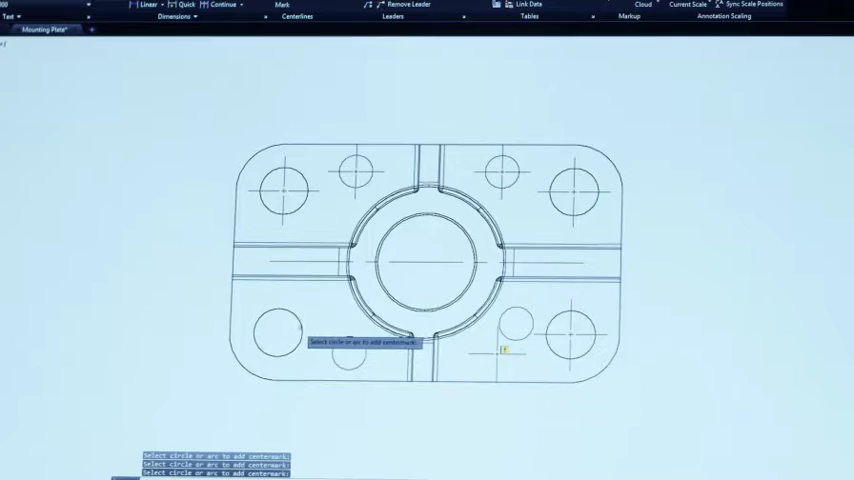 Linear Quick Continue Mark Remove Leader Link Data Cloud Current Scale Sync Scale Positions
Text Dimensions Centerlines Leaders Tables Markup Annotation Scaling
Mounting Plate*
Select circle or arc to add centermark:
Select circle or arc to add centermark:
Select circle or arc to add centermark:
Select circle or arc to add centermark: